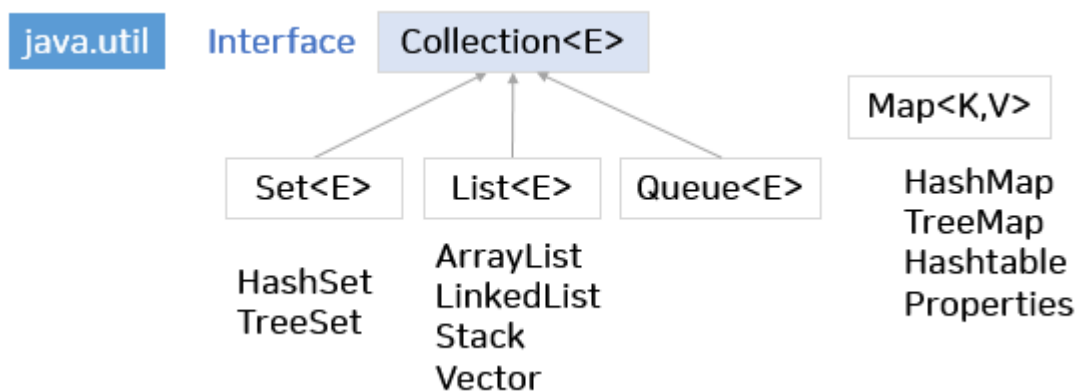 java.util Interface Collection<E>
Map<K,V>
Set<E> List<E> Queue<E>
HashSet
TreeSet
ArrayList
LinkedList
Stack
Vector
HashMap
TreeMap
Hashtable
Properties